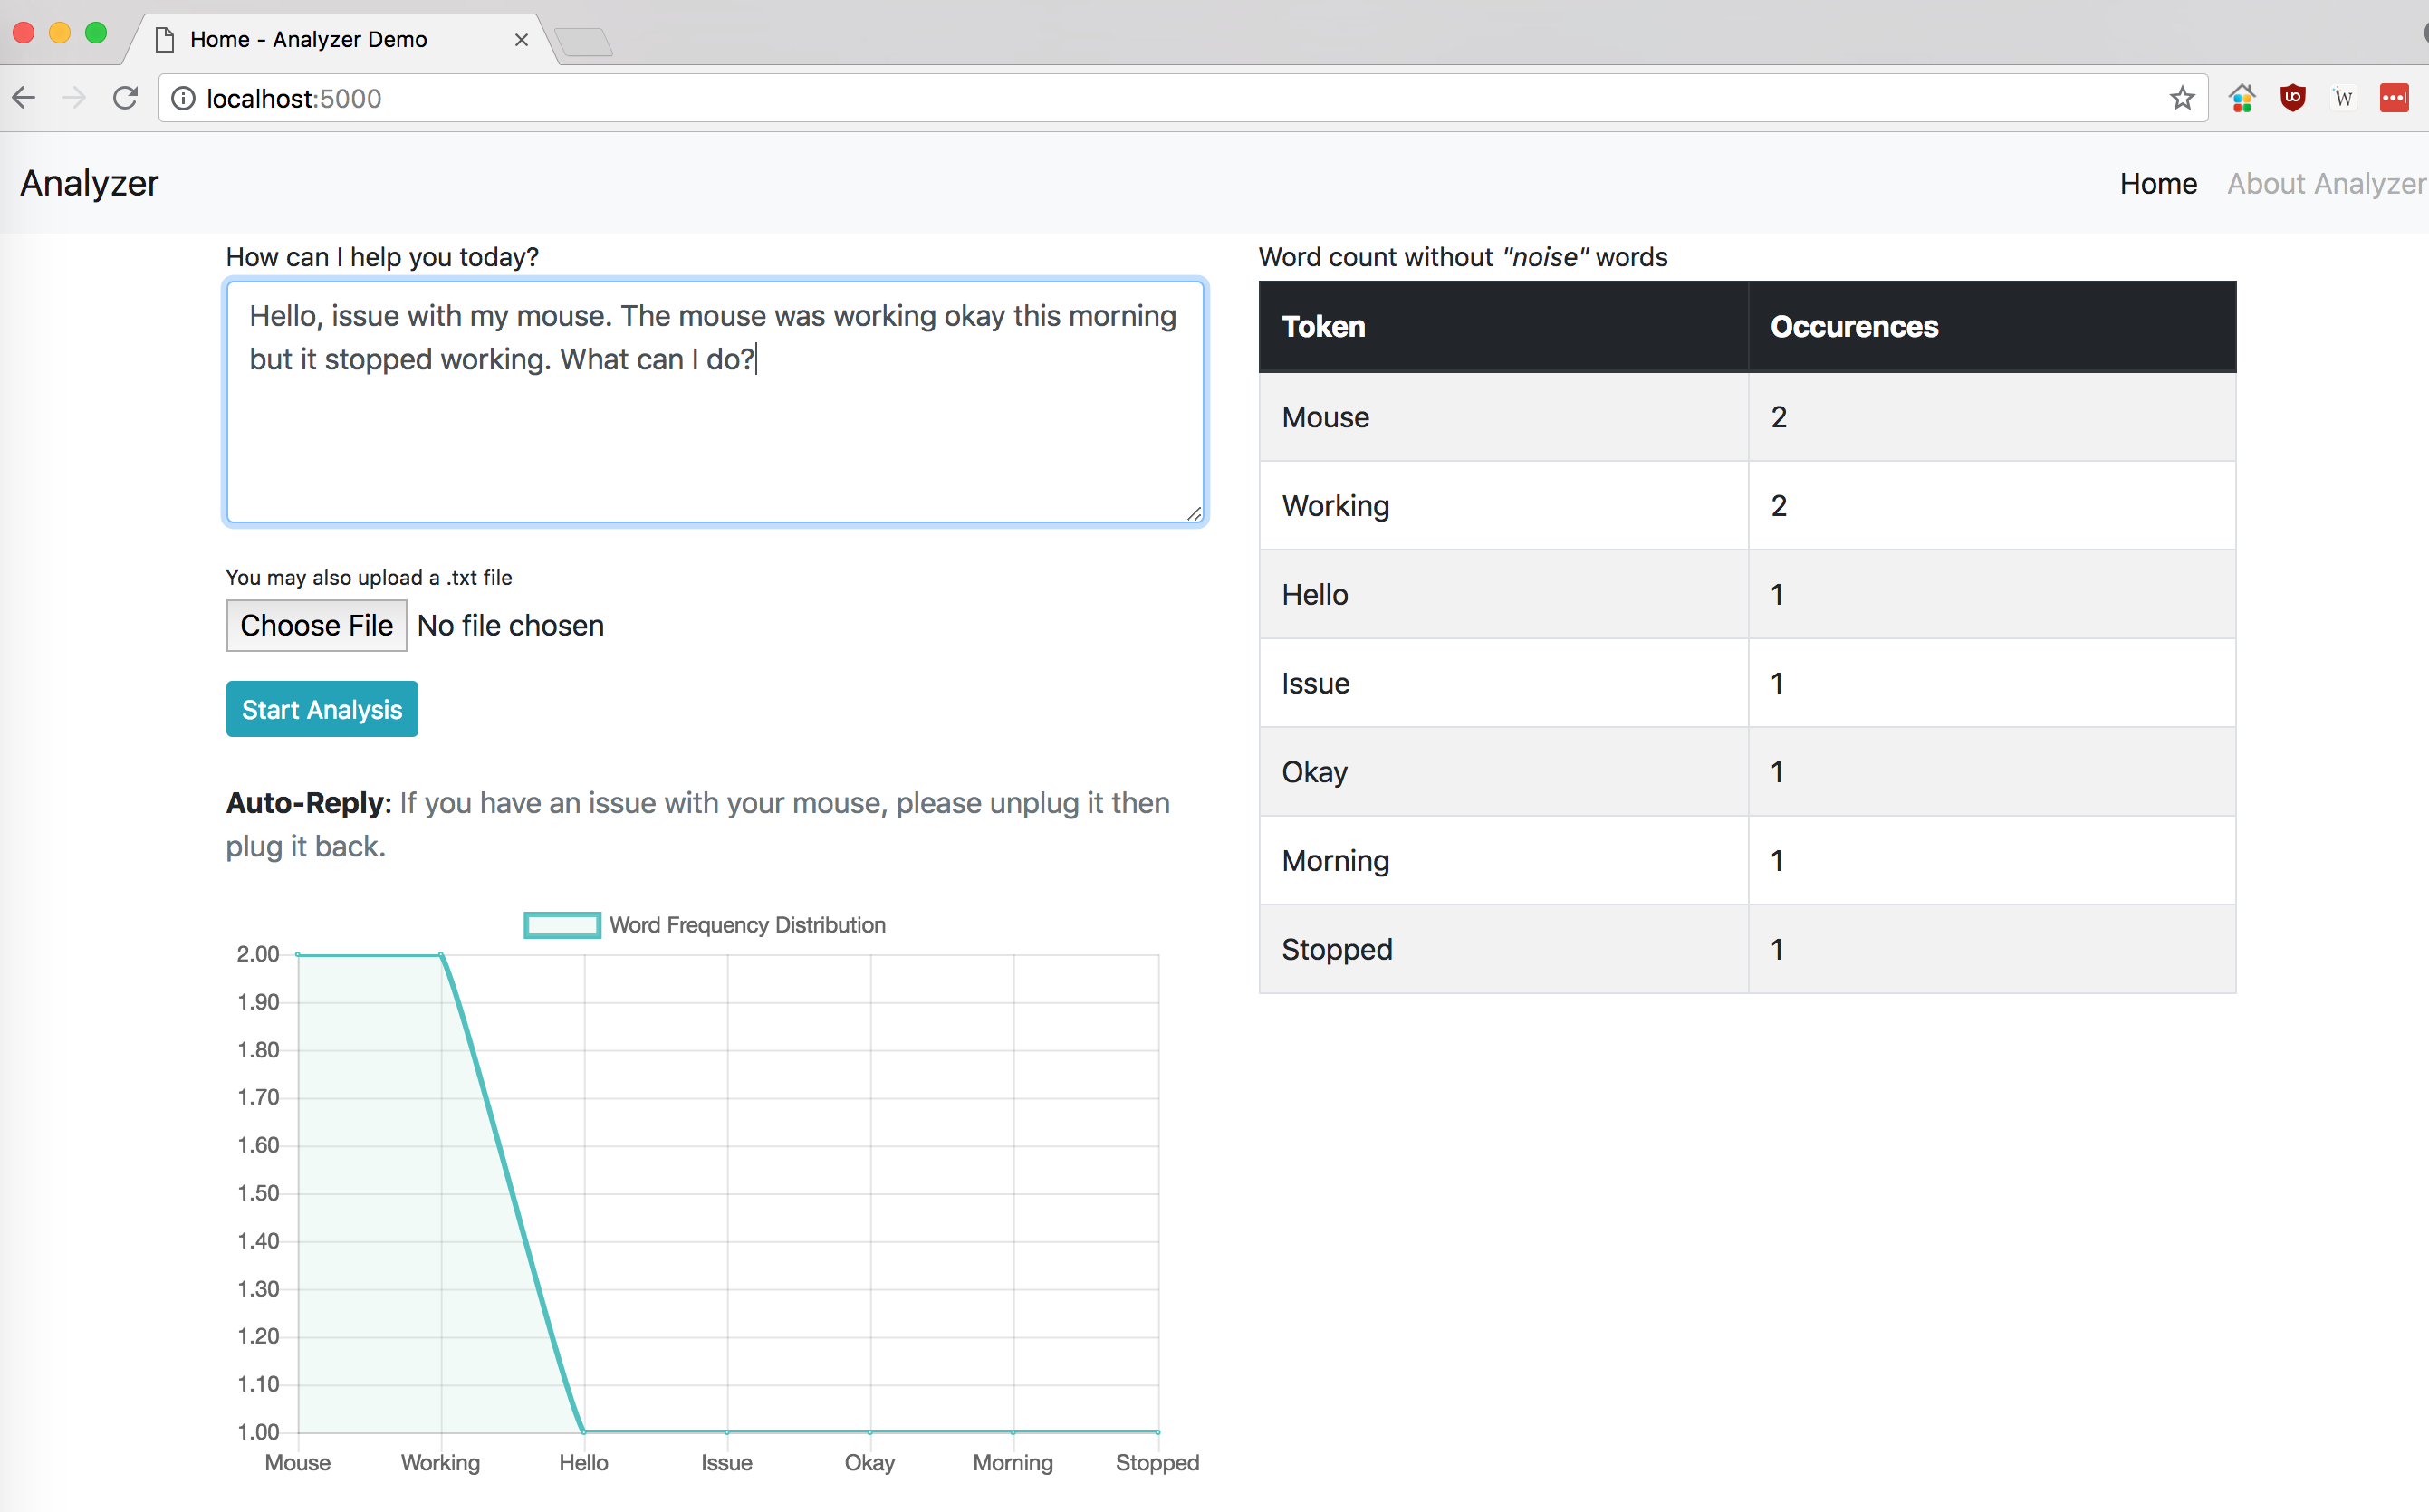 Home - Analyzer Demo
localhost:5000
W
Analyzer
Home
About Analyzer
How can I help you today?
Hello, issue with my mouse. The mouse was working okay this morning
but it stopped working. What can I do?
You may also upload a .txt file
Choose File No file chosen
Start Analysis
Auto-Reply: If you have an issue with your mouse, please unplug it then
plug it back.
Word Frequency Distribution
2.00
1.90
1.80
1.70
1.60
1.50
1.40
1.30
1.20
1.10
1.00
Mouse Working Hello Issue Okay Morning Stopped
Word count without "noise" words
Token Occurences
Mouse 2
Working 2
Hello 1
Issue 1
Okay 1
Morning 1
Stopped 1